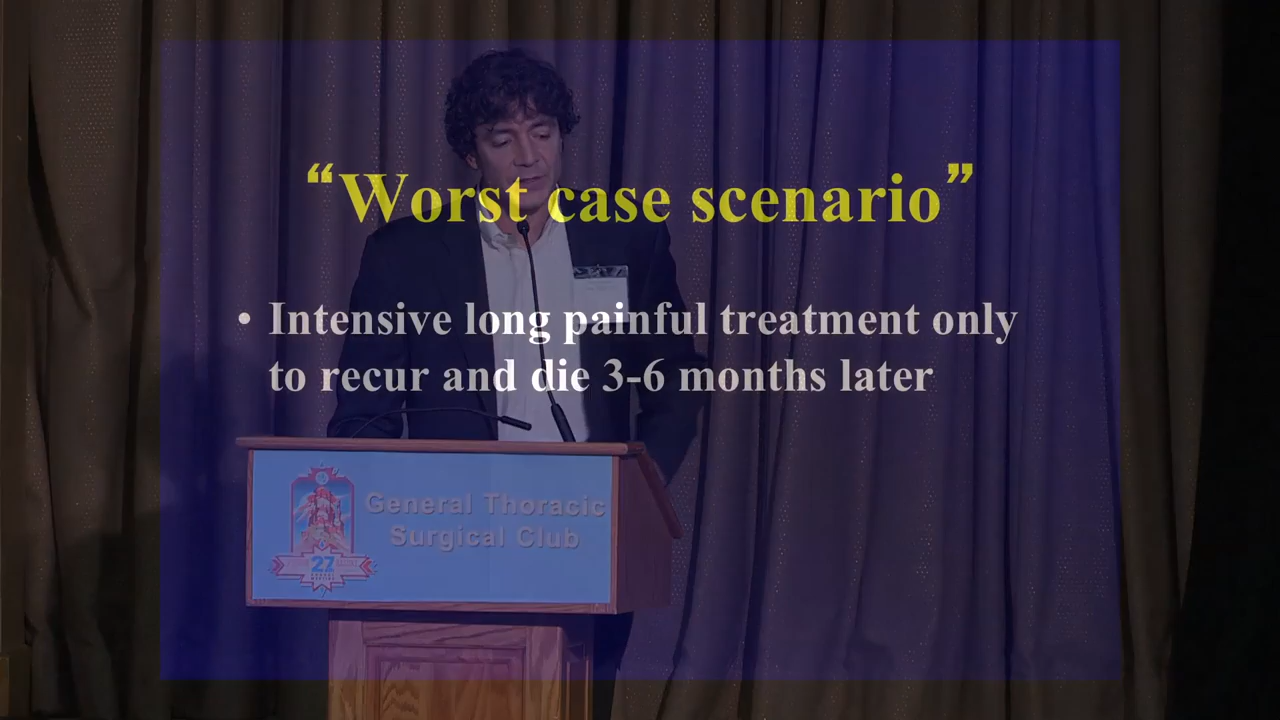 “Worst case scenario”
• Intensive long painful treatment only
to recur and die 3-6 months later
General Thoracic
Surgical Club
27